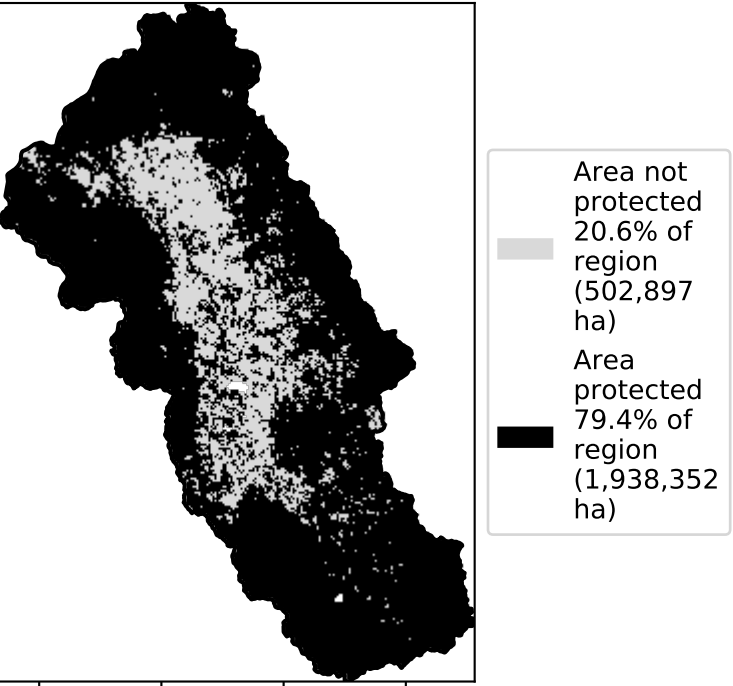 Area not
protected
20.6% of
region
(502,897
ha)
Area
protected
79.4% of
region
(1,938,352
ha)